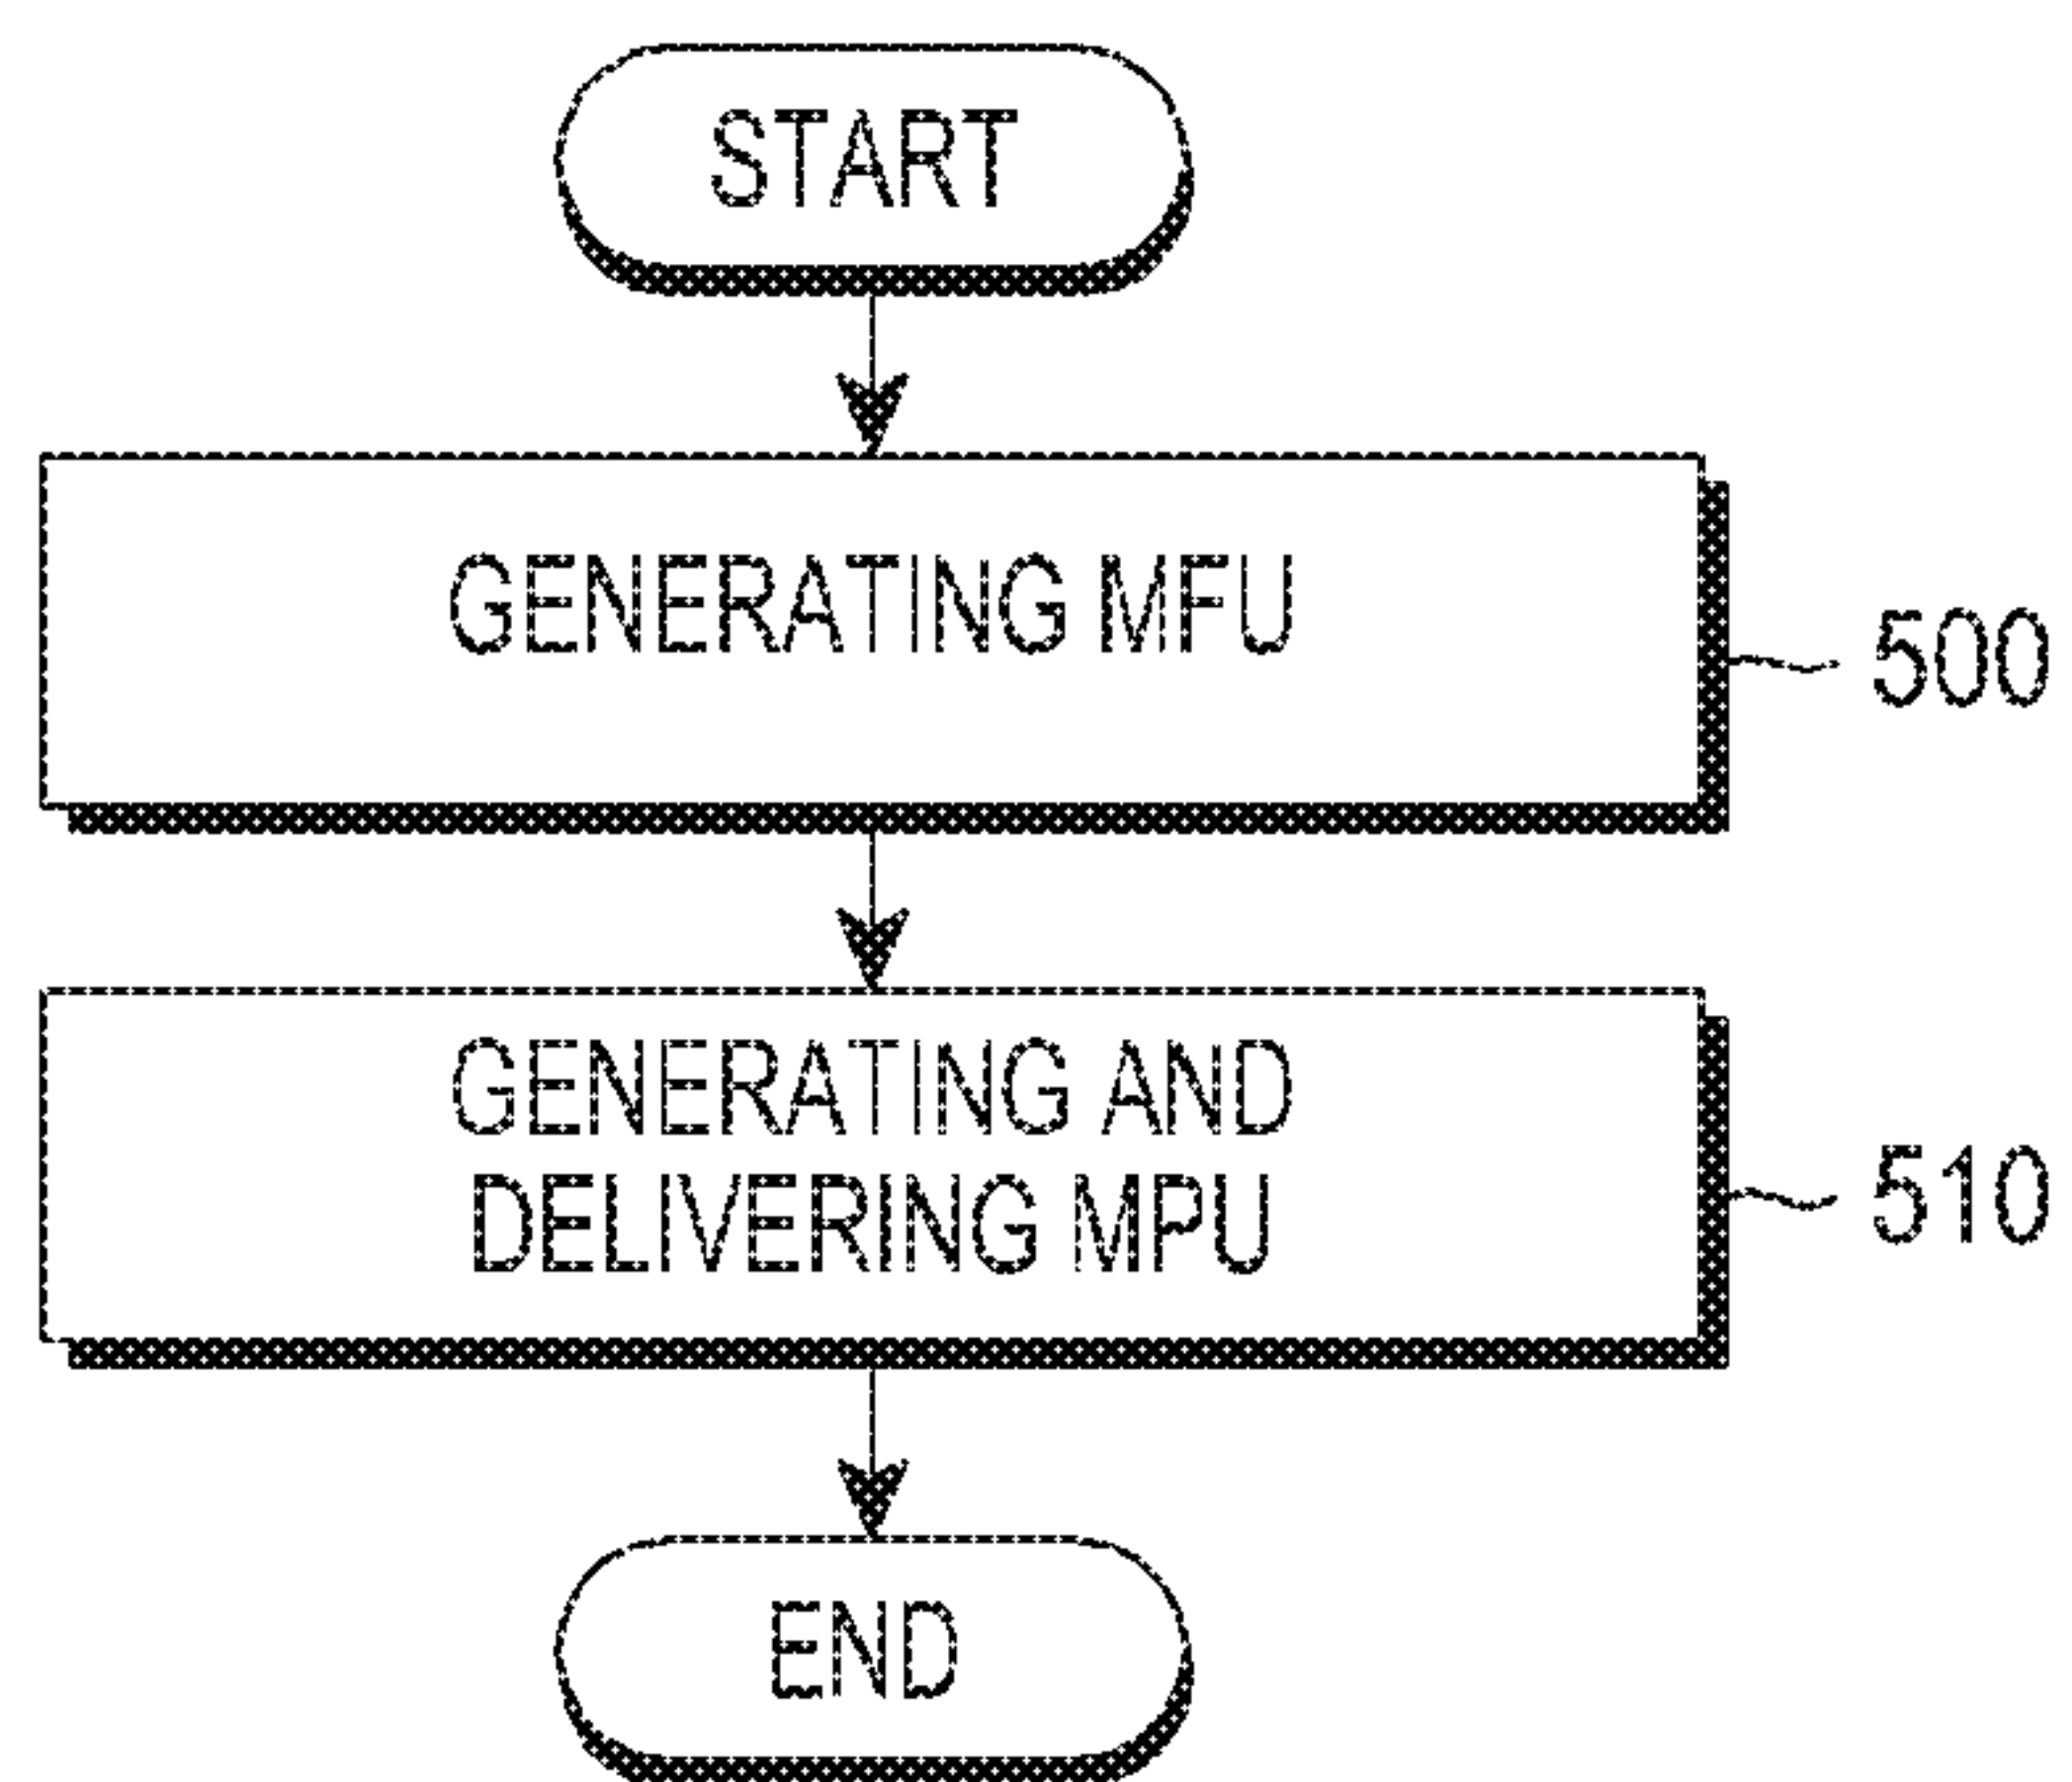 START
GENERATING MFU
500
GENERATING AND
DELIVERING MPU
510
END